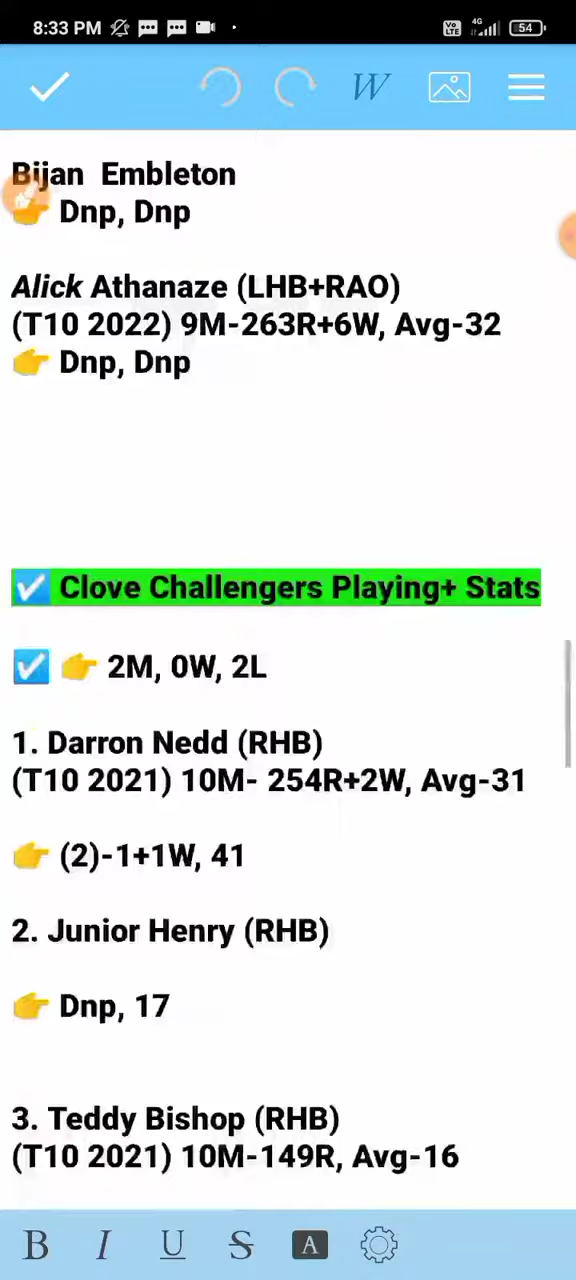 8:33 PM
Vo LTE 4G 54
W
Bijan Embleton
👉 Dnp, Dnp
Alick Athanaze (LHB+RAO)
(T10 2022) 9M-263R+6W, Avg-32
👉 Dnp, Dnp
☑ Clove Challengers Playing+ Stats
☑ 👉 2M, 0W, 2L
1. Darron Nedd (RHB)
(T10 2021) 10M- 254R+2W, Avg-31
👉 (2)-1+1W, 41
2. Junior Henry (RHB)
👉 Dnp, 17
3. Teddy Bishop (RHB)
(T10 2021) 10M-149R, Avg-16
B I U S A